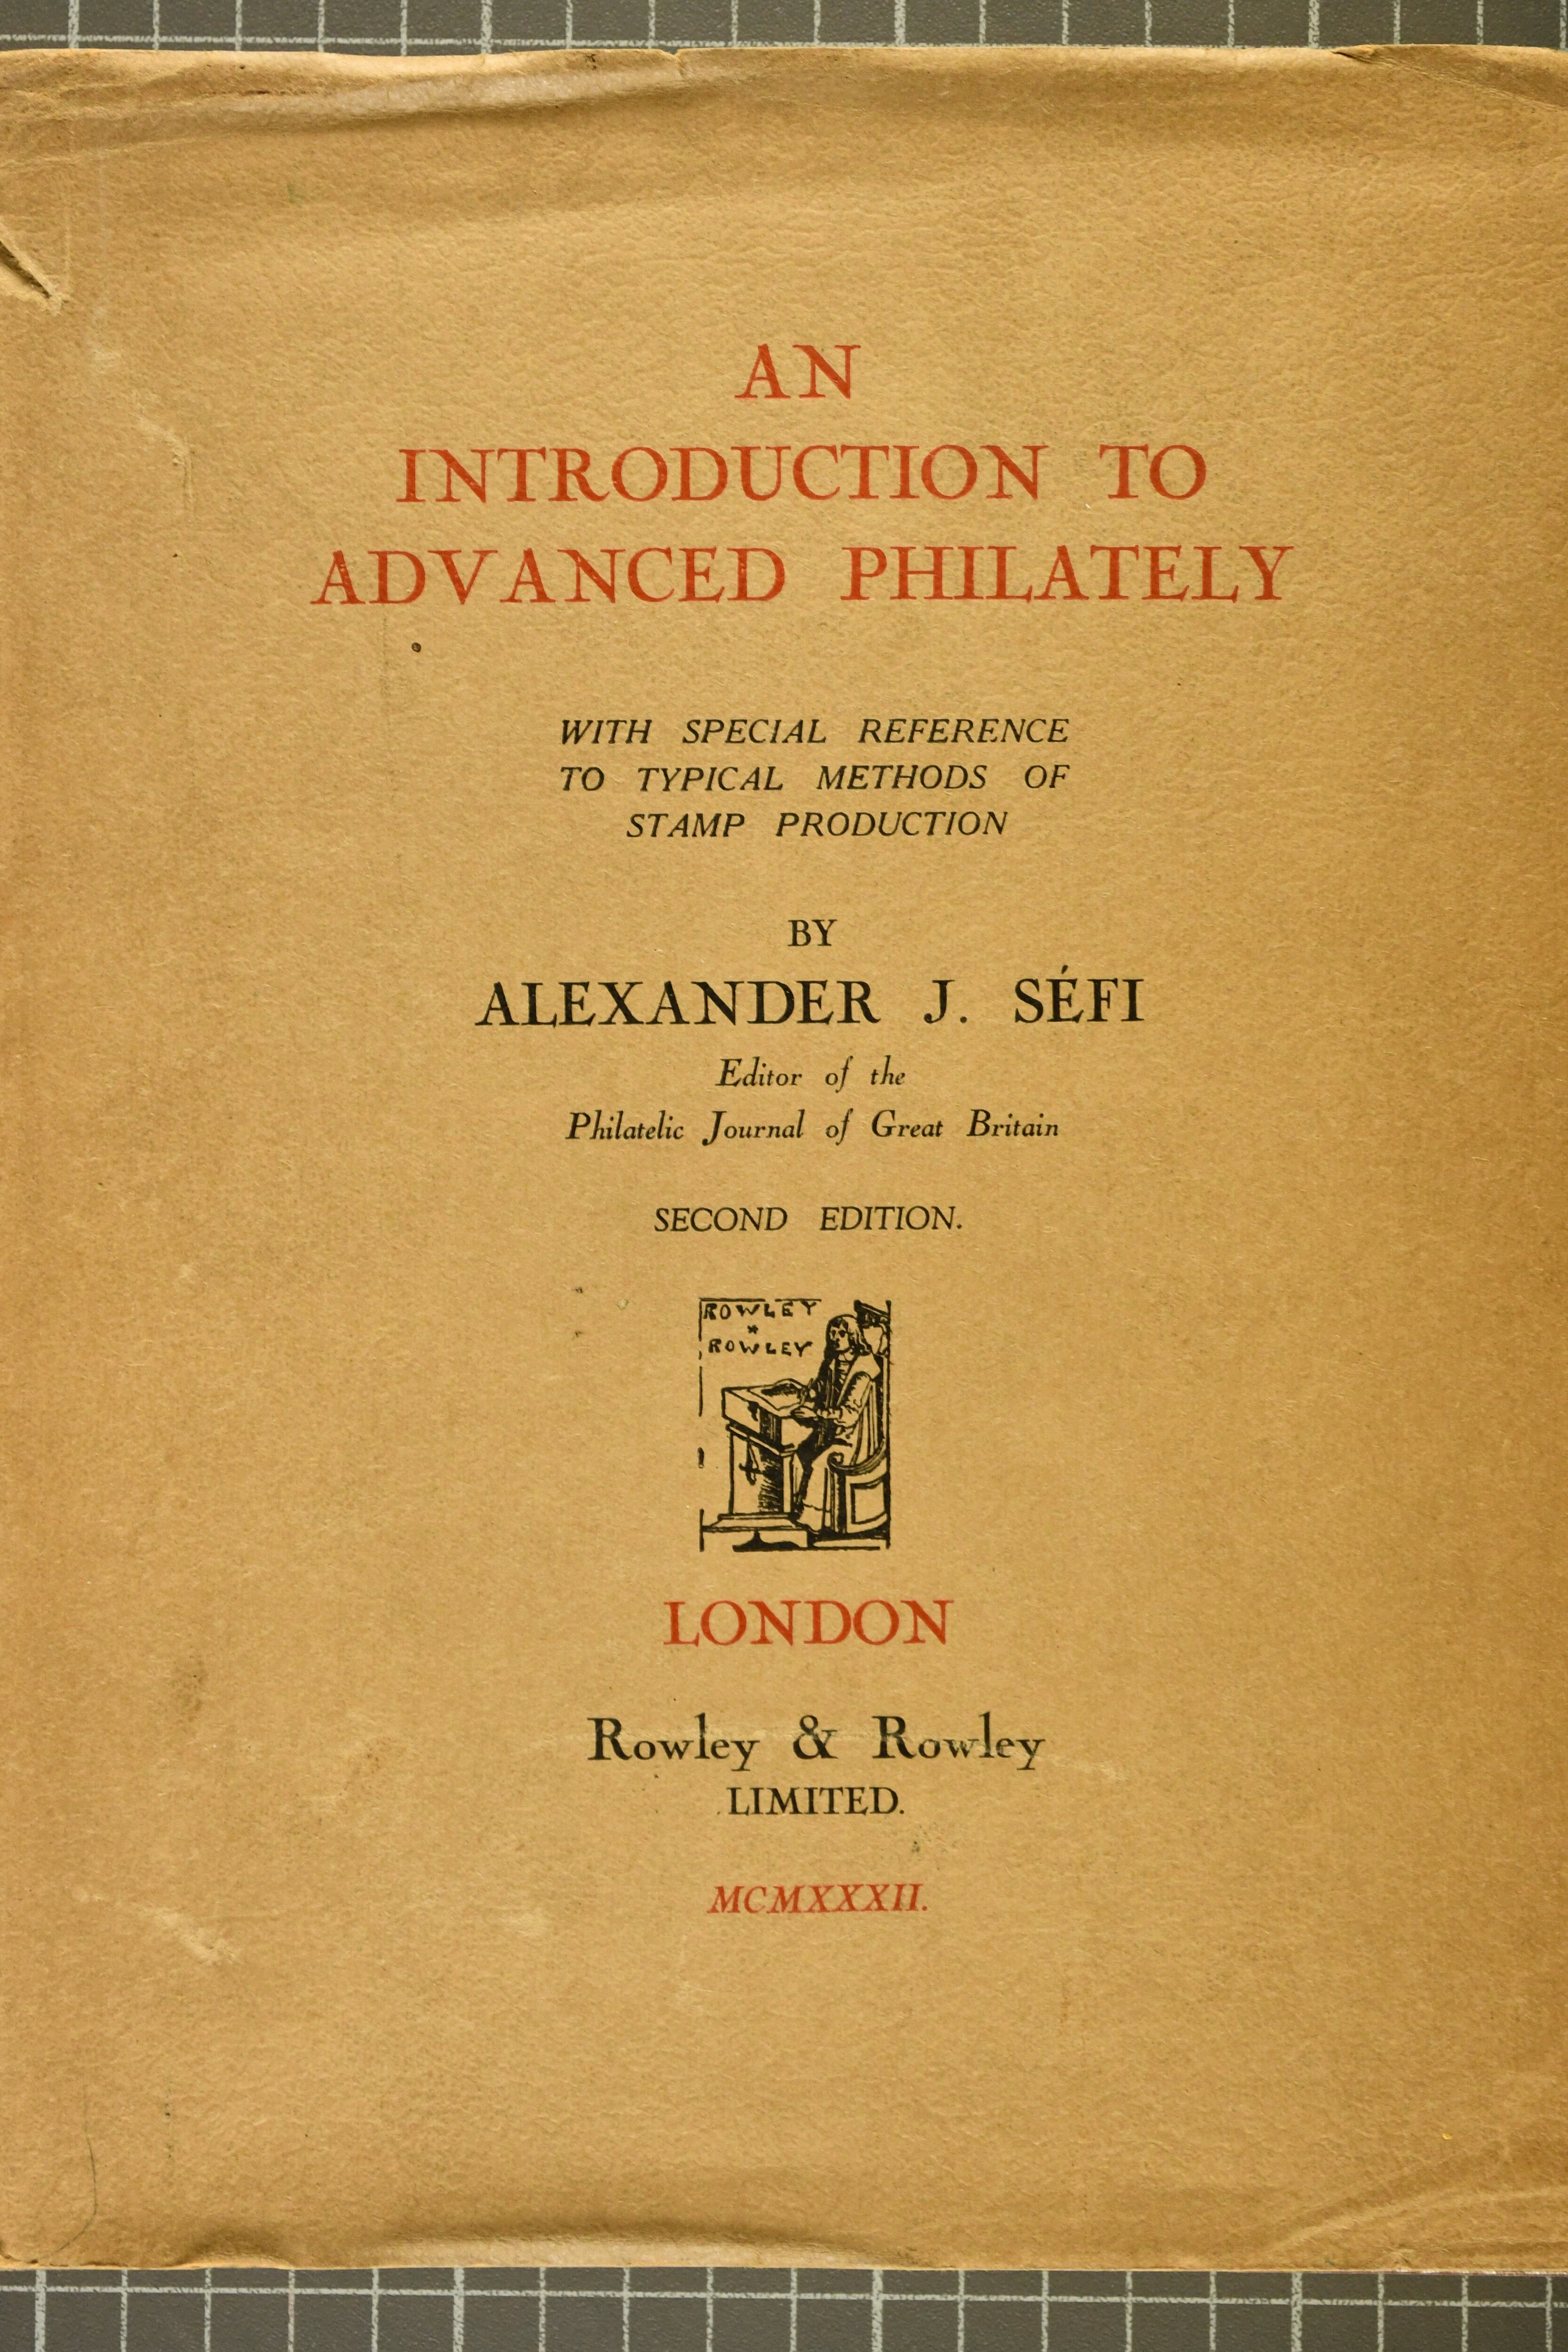 AN
INTRODUCTION TO
ADVANCED PHILATELY
WITH SPECIAL REFERENCE
TO TYPICAL METHODS OF
STAMP PRODUCTION
BY
ALEXANDER J. SÉFI
Editor of the
Philatelic Journal of Great Britain
SECOND EDITION.
ROWLEY
×
ROWLEY
LONDON
Rowley & Rowley
LIMITED.
MCMXXXII.